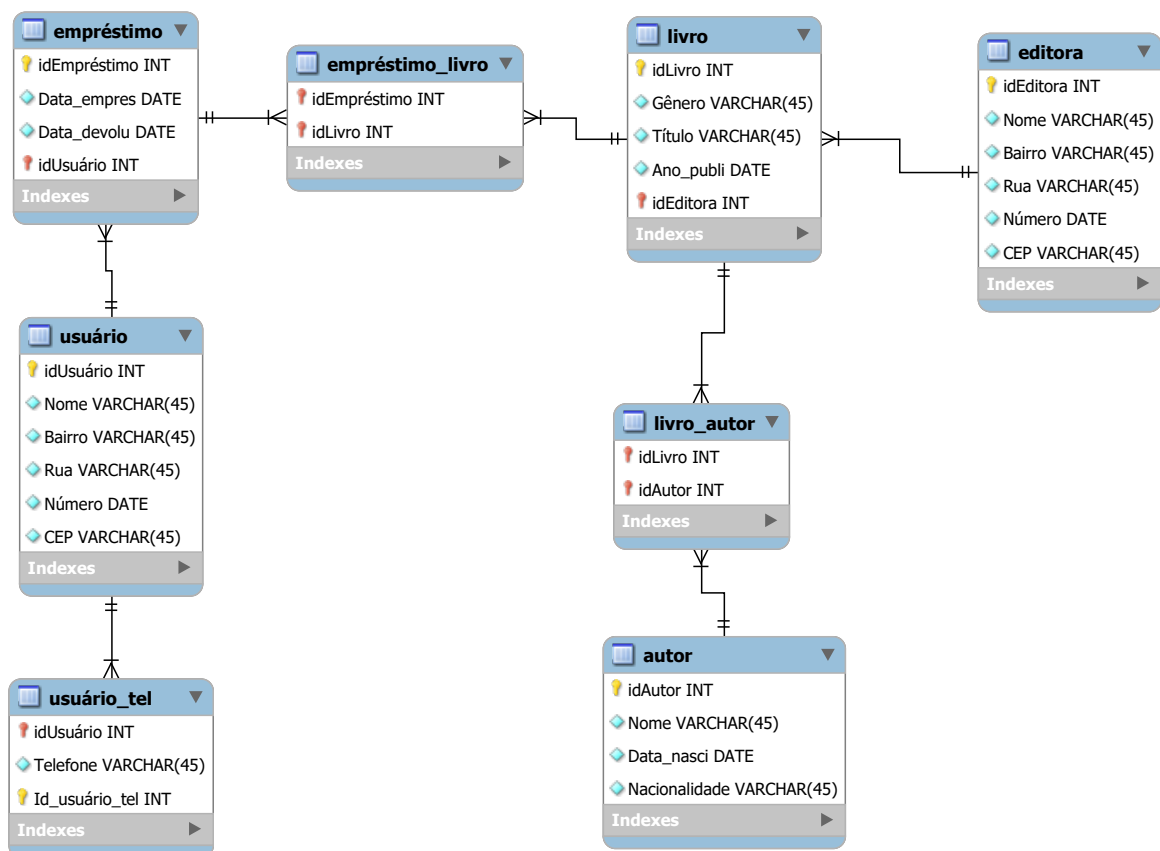 empréstimo
idEmpréstimo INT
Data_empres DATE
Data_devolu DATE
idUsuário INT
Indexes
empréstimo_livro
idEmpréstimo INT
idLivro INT
Indexes
livro
idLivro INT
Gênero VARCHAR(45)
Título VARCHAR(45)
Ano_publi DATE
idEditora INT
Indexes
editora
idEditora INT
Nome VARCHAR(45)
Bairro VARCHAR(45)
Rua VARCHAR(45)
Número DATE
CEP VARCHAR(45)
Indexes
usuário
idUsuário INT
Nome VARCHAR(45)
Bairro VARCHAR(45)
Rua VARCHAR(45)
Número DATE
CEP VARCHAR(45)
Indexes
livro_autor
idLivro INT
idAutor INT
Indexes
usuário_tel
idUsuário INT
Telefone VARCHAR(45)
Id_usuário_tel INT
Indexes
autor
idAutor INT
Nome VARCHAR(45)
Data_nasci DATE
Nacionalidade VARCHAR(45)
Indexes